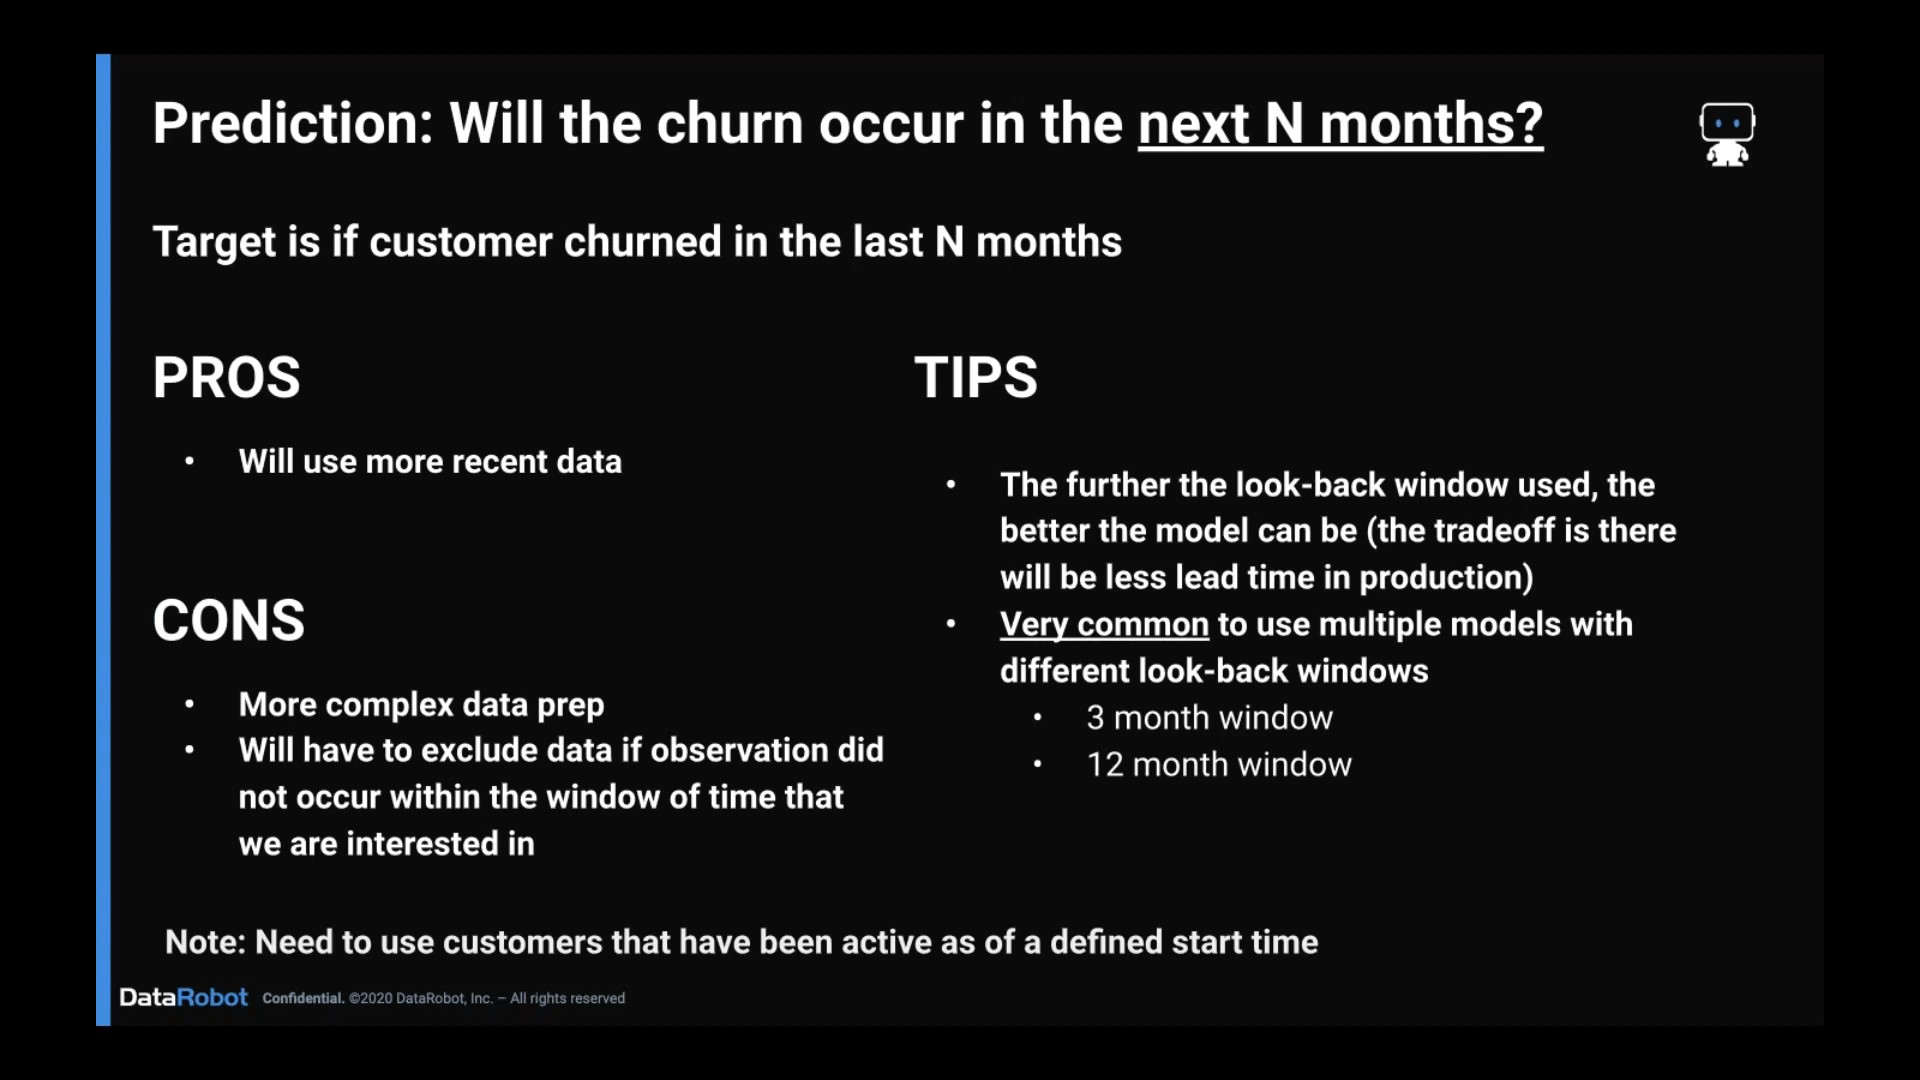 Prediction: Will the churn occur in the next N months?
Target is if customer churned in the last N months
PROS
• Will use more recent data
CONS
• More complex data prep
• Will have to exclude data if observation did
not occur within the window of time that
we are interested in
TIPS
• The further the look-back window used, the
better the model can be (the tradeoff is there
will be less lead time in production)
• Very common to use multiple models with
different look-back windows
• 3 month window
• 12 month window
Note: Need to use customers that have been active as of a defined start time
DataRobot Confidential. ©2020 DataRobot, Inc. – All rights reserved